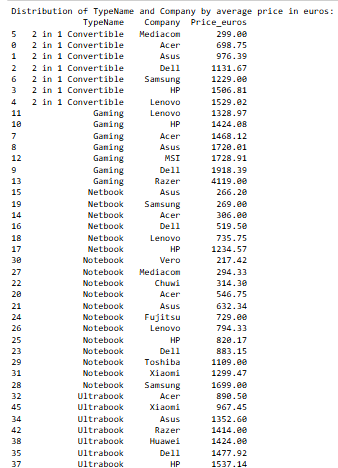 Distribution of TypeName and Company by average price in euros:
TypeName Company Price_euros
5 2 in 1 Convertible Mediacom 299.00
0 2 in 1 Convertible Acer 698.75
1 2 in 1 Convertible Asus 976.39
2 2 in 1 Convertible Dell 1131.67
6 2 in 1 Convertible Samsung 1229.00
3 2 in 1 Convertible HP 1506.81
4 2 in 1 Convertible Lenovo 1529.02
11 Gaming Lenovo 1328.97
10 Gaming HP 1424.08
7 Gaming Acer 1468.12
8 Gaming Asus 1720.01
12 Gaming MSI 1728.91
9 Gaming Dell 1918.39
13 Gaming Razer 4119.00
15 Netbook Asus 266.20
19 Netbook Samsung 269.00
14 Netbook Acer 306.00
16 Netbook Dell 519.50
18 Netbook Lenovo 735.75
17 Netbook HP 1234.57
30 Notebook Vero 217.42
27 Notebook Mediacom 294.33
22 Notebook Chuwi 314.30
20 Notebook Acer 546.75
21 Notebook Asus 632.34
24 Notebook Fujitsu 729.00
26 Notebook Lenovo 794.33
25 Notebook HP 820.17
23 Notebook Dell 883.15
29 Notebook Toshiba 1109.00
31 Notebook Xiaomi 1299.47
28 Notebook Samsung 1699.00
32 Ultrabook Acer 890.50
45 Ultrabook Xiaomi 967.45
34 Ultrabook Asus 1352.60
42 Ultrabook Razer 1414.00
38 Ultrabook Huawei 1424.00
35 Ultrabook Dell 1477.92
37 Ultrabook HP 1537.14